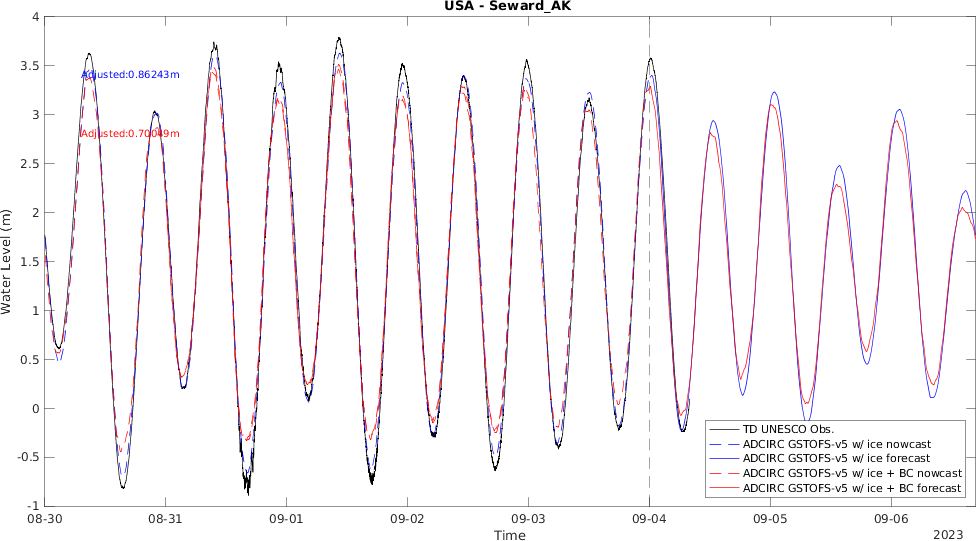 USA - Seward_AK
4
3.5
3
2.5
2
1.5
1
0.5
0
-0.5
-1
Water Level (m)
Adjusted:0.86243m
Adjusted:0.70049m
TD UNESCO Obs.
ADCIRC GSTOFS-v5 w/ ice nowcast
ADCIRC GSTOFS-v5 w/ ice forecast
ADCIRC GSTOFS-v5 w/ ice + BC nowcast
ADCIRC GSTOFS-v5 w/ ice + BC forecast
08-30 08-31 09-01 09-02 09-03 09-04 09-05 09-06
Time
2023